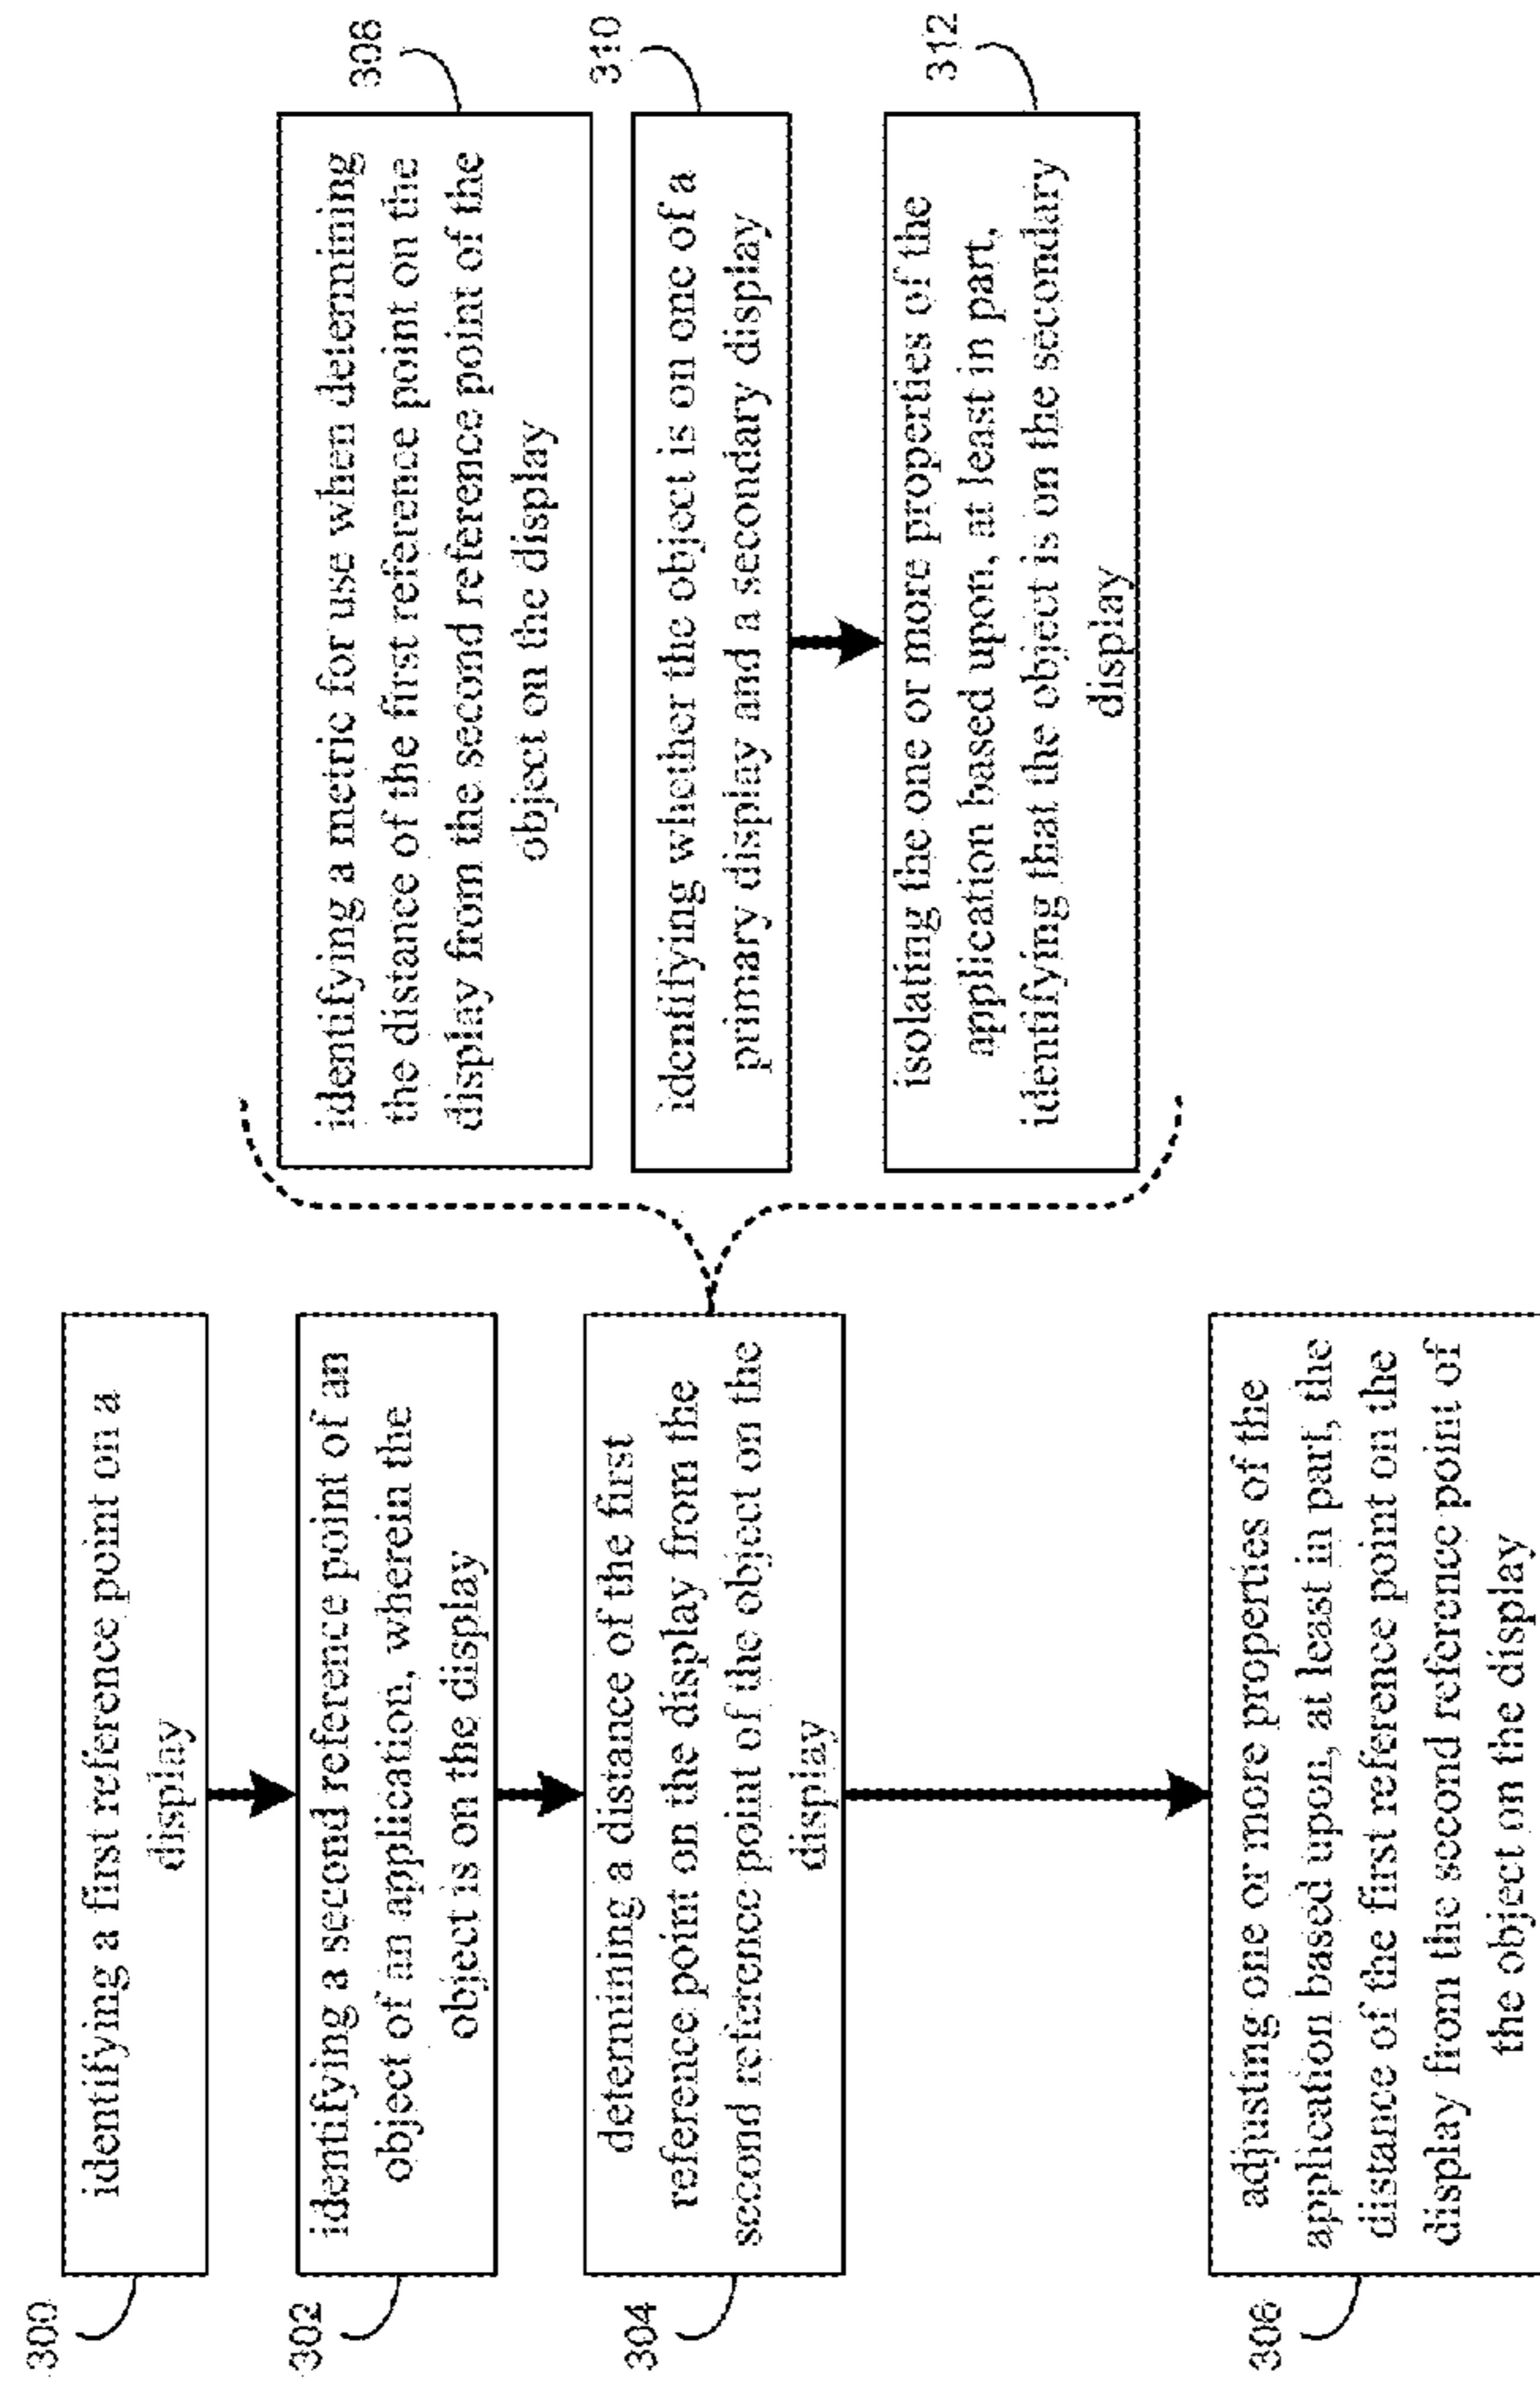 300
identifying a first reference point on a
display
302
identifying a second reference point of an
object of an application, wherein the
object is on the display
304
determining a distance of the first
reference point on the display from the
second reference point of the object on the
display
306
adjusting one or more properties of the
application based upon, at least in part, the
distance of the first reference point on the
display from the second reference point of
the object on the display
308
identifying a metric for use when determining
the distance of the first reference point on the
display from the second reference point of the
object on the display
310
identifying whether the object is on one of a
primary display and a secondary display
312
isolating the one or more properties of the
application based upon, at least in part,
identifying that the object is on the secondary
display